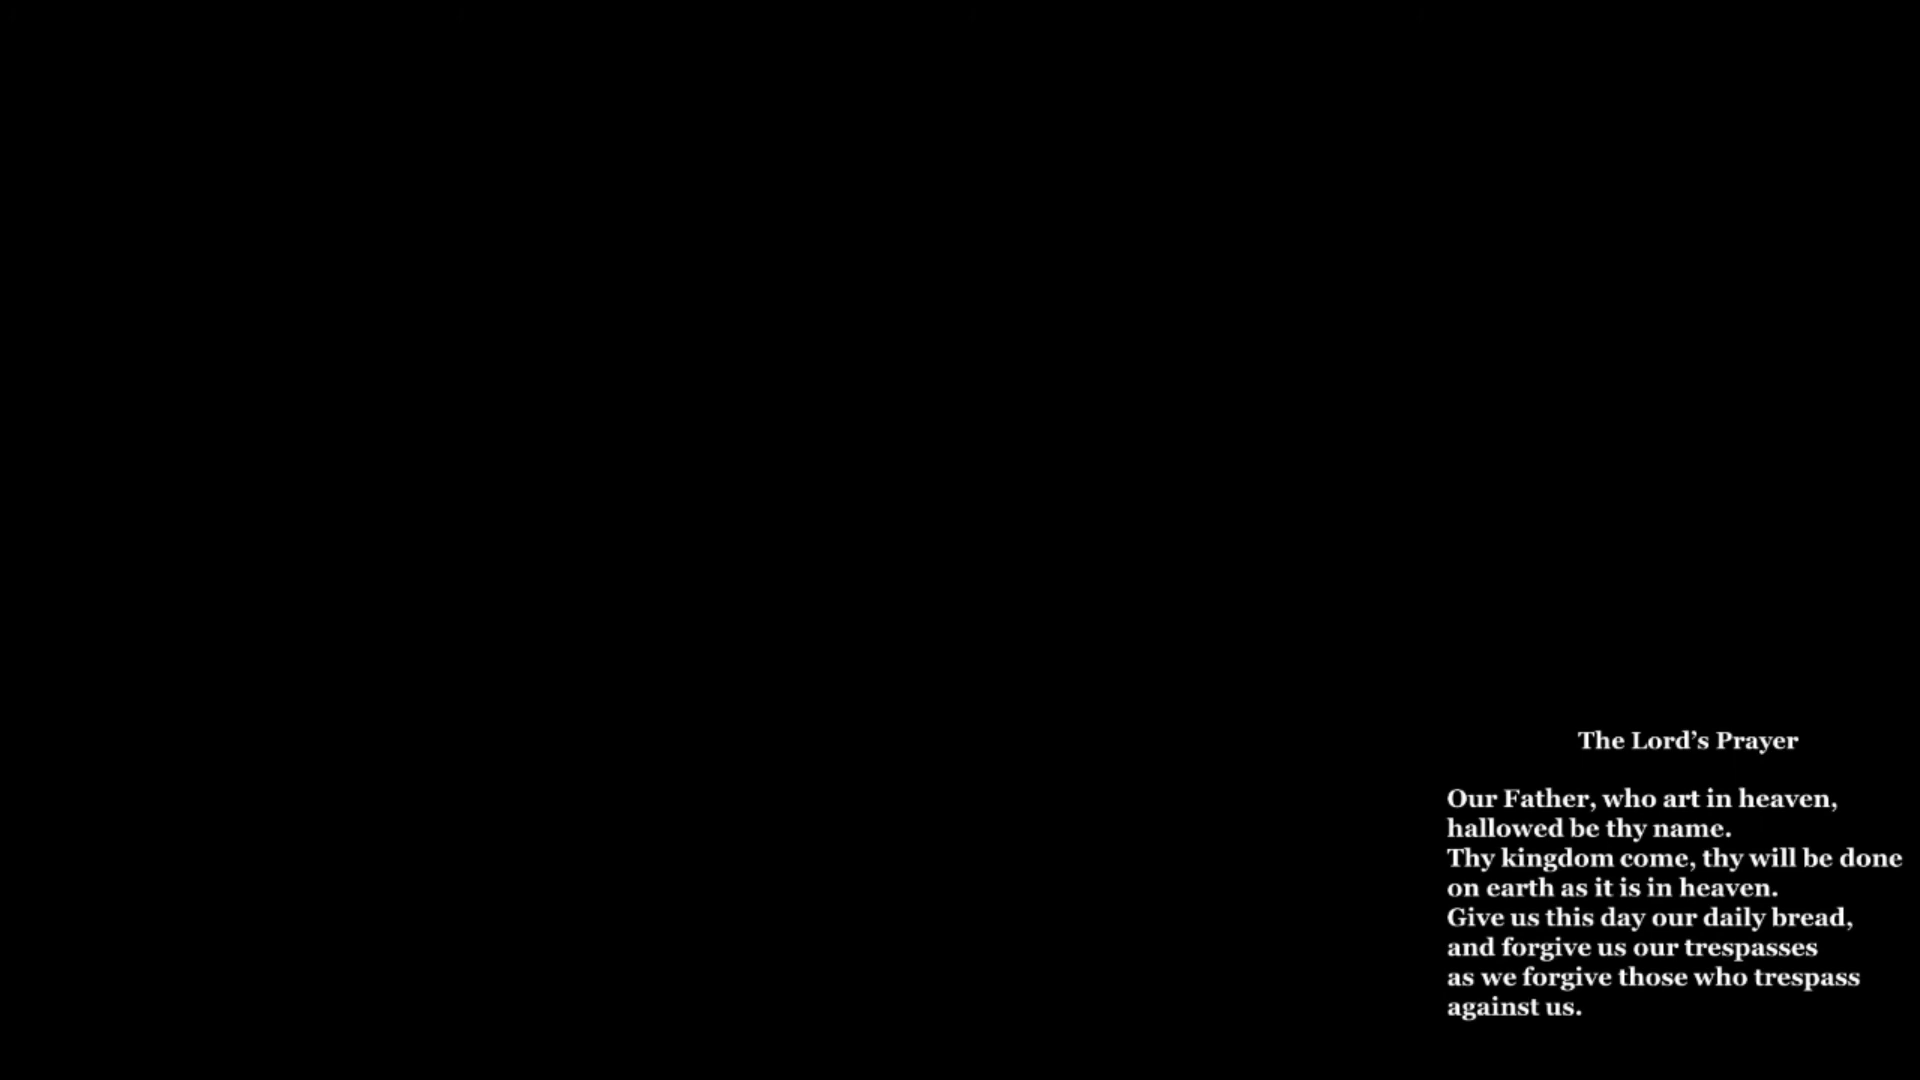 The Lord’s Prayer
Our Father, who art in heaven,
hallowed be thy name.
Thy kingdom come, thy will be done
on earth as it is in heaven.
Give us this day our daily bread,
and forgive us our trespasses
as we forgive those who trespass
against us.